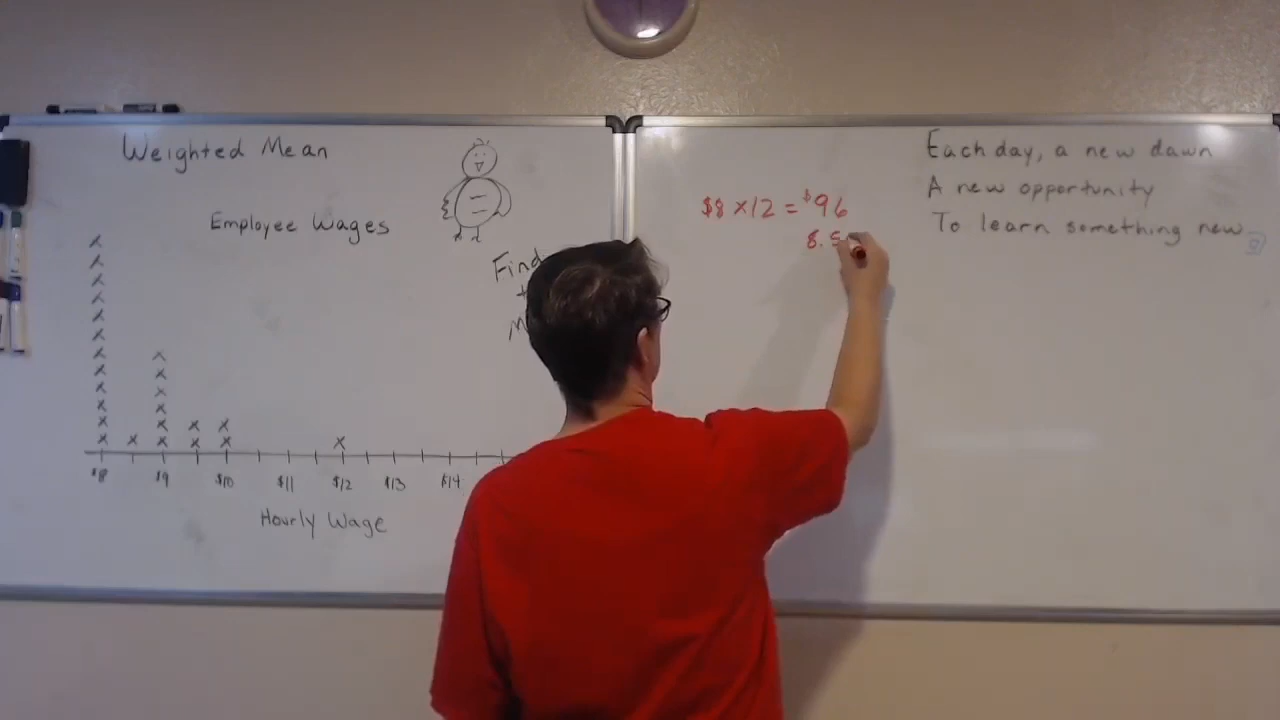 Weighted Mean
Employee Wages
Find
$8 $9 $10 $11 $12 $13 $14
Hourly Wage
$8 × 12 = $96
8.5
Each day, a new dawn
A new opportunity
To learn something new